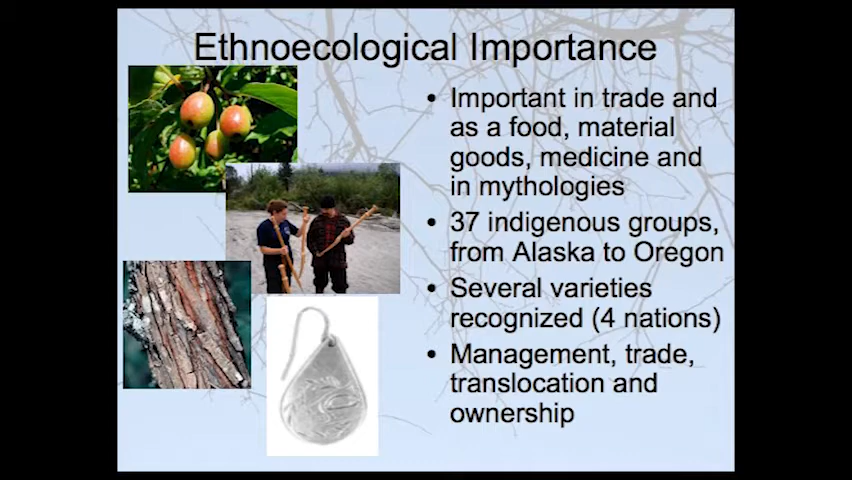 Ethnoecological Importance
• Important in trade and
as a food, material
goods, medicine and
in mythologies
• 37 indigenous groups,
from Alaska to Oregon
• Several varieties
recognized (4 nations)
• Management, trade,
translocation and
ownership